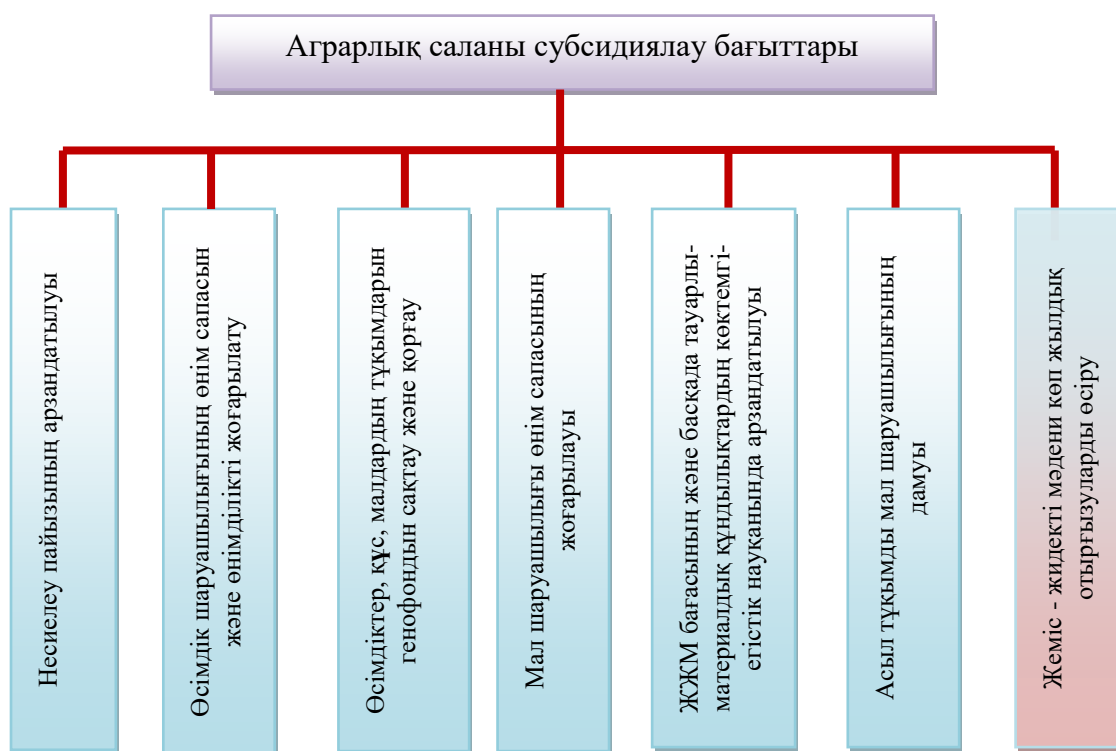 Аграрлық саланы субсидиялау бағыттары
Несиелеу пайызының арзандатылуы
Өсімдік шаруашылығының өнім сапасын
және өнімділікті жоғарылату
Өсімдіктер, құс, малдардың тұқымдарын
генофондын сақтау және қорғау
Мал шаруашылығы өнім сапасының
жоғарылауы
ЖЖМ бағасының және басқада тауарлы-
материалдық құндылықтардың көктемгі-
егістік науқанында арзандатылуы
Асыл тұқымды мал шаруашылығының
дамуы
Жеміс - жидекті мәдени көп жылдық
отырғызуларды өсіру